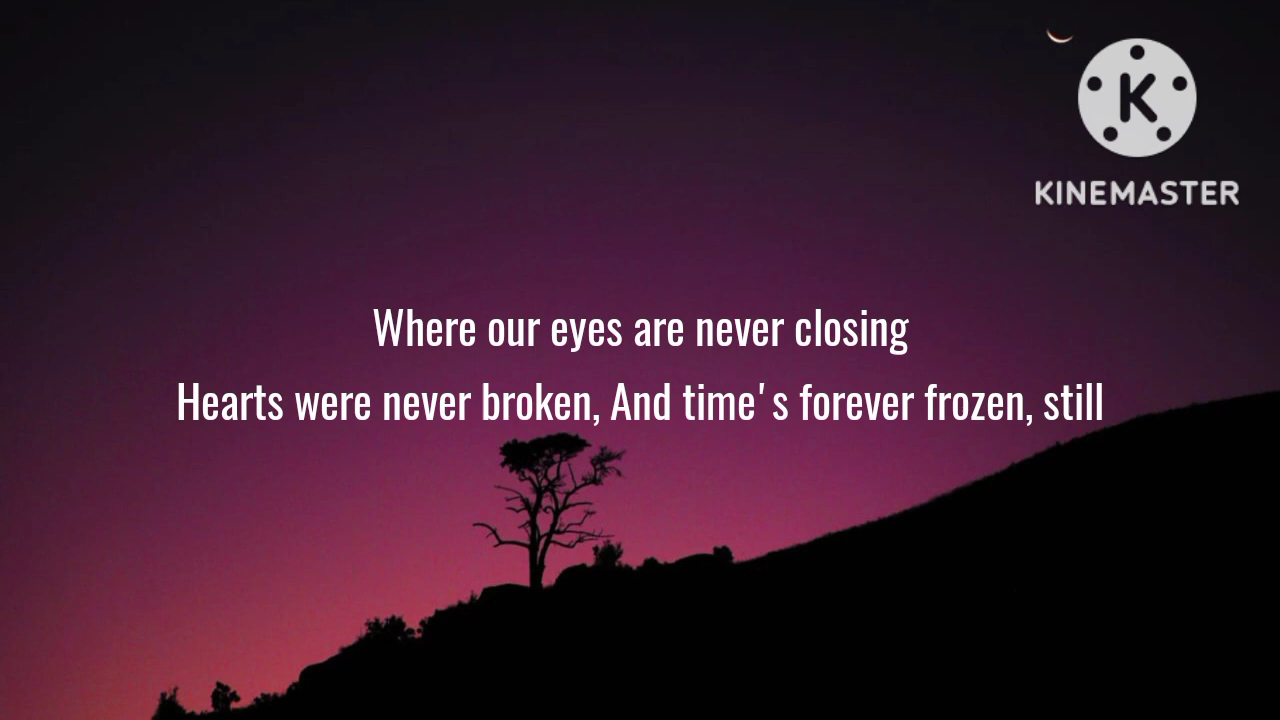 K
KINEMASTER
Where our eyes are never closing
Hearts were never broken, And time's forever frozen, still